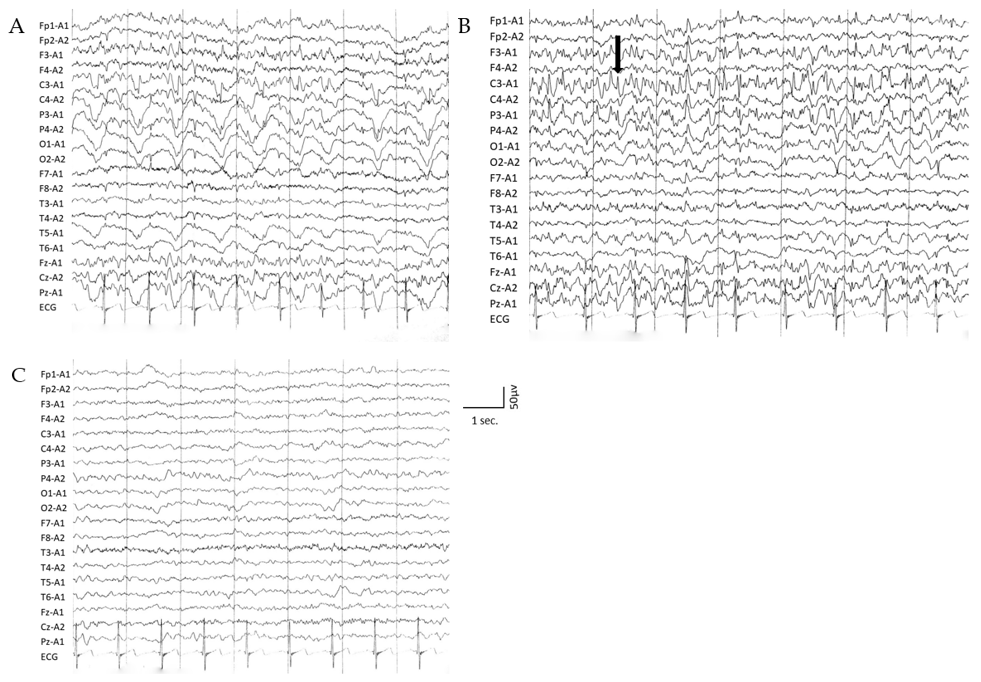 A
Fp1-A1
Fp2-A2
F3-A1
F4-A2
C3-A1
C4-A2
P3-A1
P4-A2
O1-A1
O2-A2
F7-A1
F8-A2
T3-A1
T4-A2
T5-A1
T6-A1
Fz-A1
Cz-A2
Pz-A1
ECG
B
Fp1-A1
Fp2-A2
F3-A1
F4-A2
C3-A1
C4-A2
P3-A1
P4-A2
O1-A1
O2-A2
F7-A1
F8-A2
T3-A1
T4-A2
T5-A1
T6-A1
Fz-A1
Cz-A2
Pz-A1
ECG
C
Fp1-A1
Fp2-A2
F3-A1
F4-A2
C3-A1
C4-A2
P3-A1
P4-A2
O1-A1
O2-A2
F7-A1
F8-A2
T3-A1
T4-A2
T5-A1
T6-A1
Fz-A1
Cz-A2
Pz-A1
ECG
50μv
1 sec.